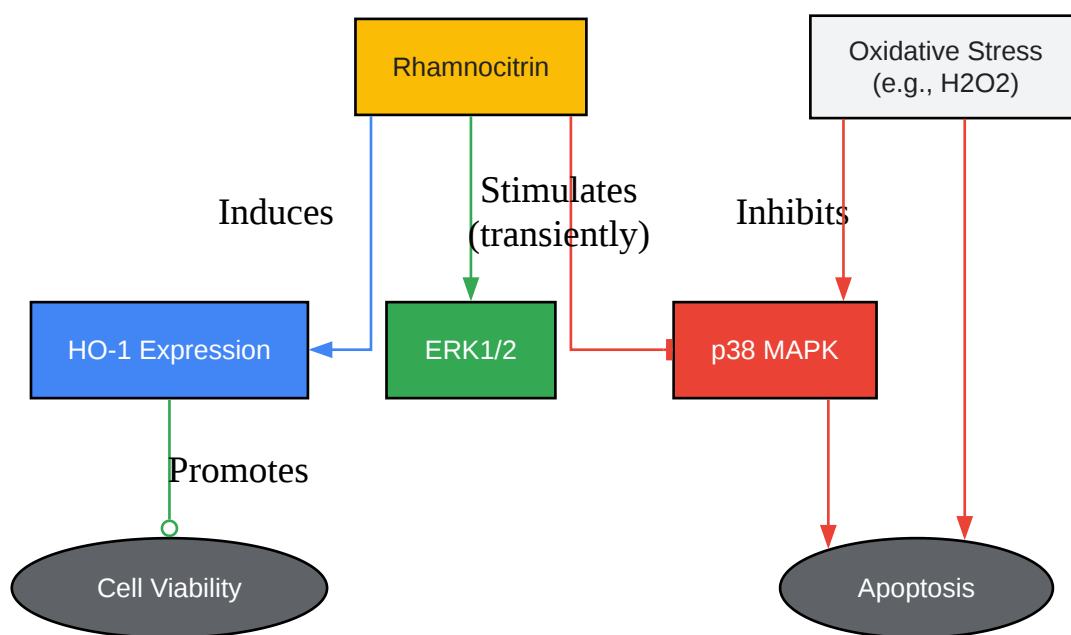 Rhamnocitrin
Oxidative Stress
(e.g., H2O2)
Induces
Stimulates
(transiently)
Inhibits
HO-1 Expression
ERK1/2
p38 MAPK
Promotes
Cell Viability
Apoptosis